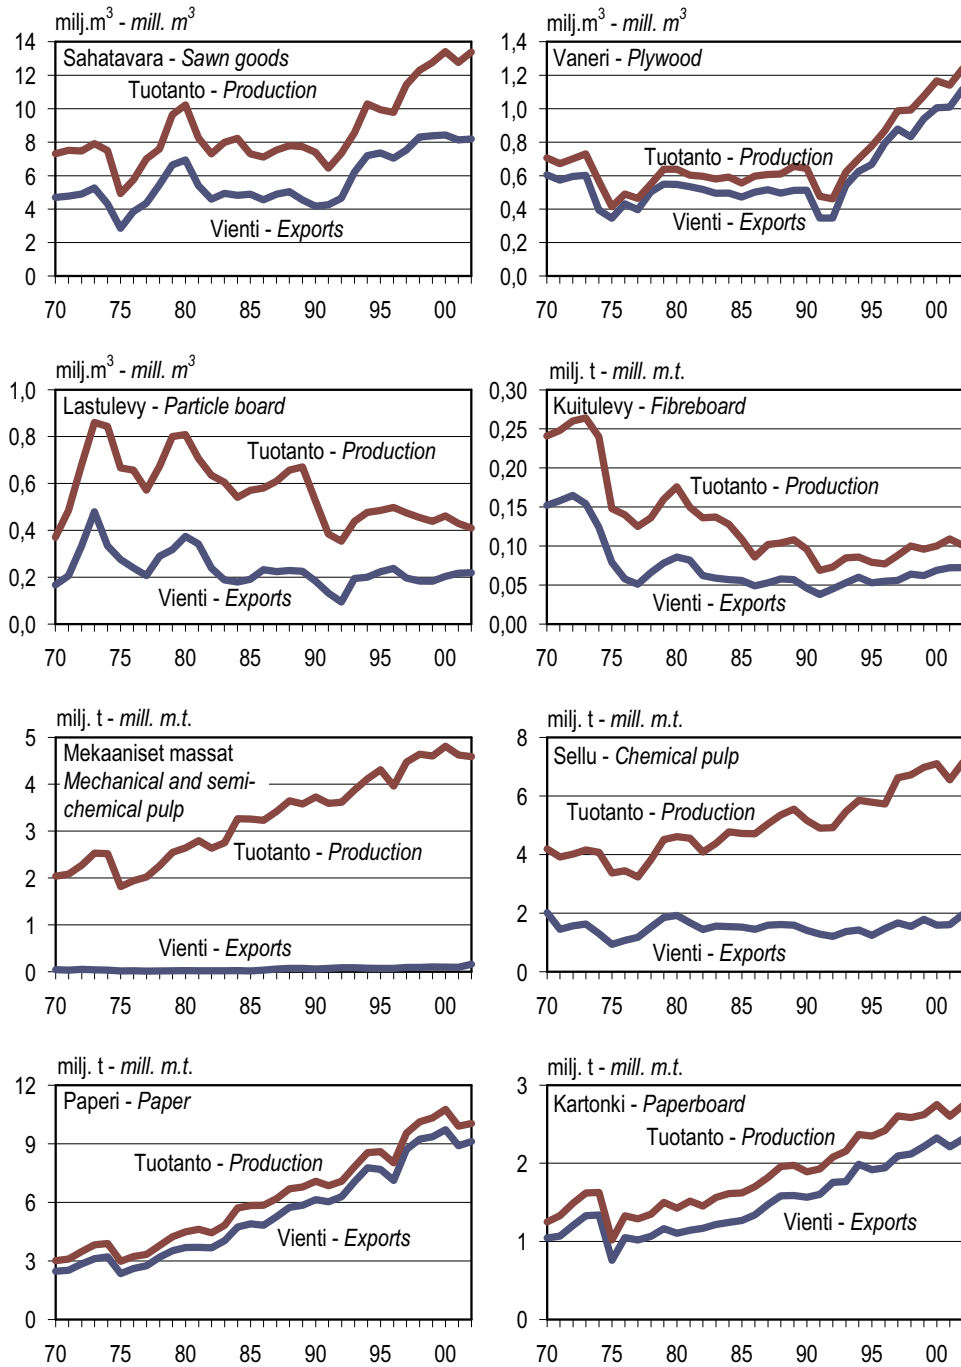 milj.m³ - mill. m³
Sahatavara - Sawn goods
Tuotanto - Production
Vienti - Exports
14
12
10
8
6
4
2
0
70 75 80 85 90 95 00
milj.m³ - mill. m³
Vaneri - Plywood
Tuotanto - Production
Vienti - Exports
1,4
1,2
1,0
0,8
0,6
0,4
0,2
0,0
70 75 80 85 90 95 00
milj.m³ - mill. m³
Lastulevy - Particle board
Tuotanto - Production
Vienti - Exports
1,0
0,8
0,6
0,4
0,2
0,0
70 75 80 85 90 95 00
milj. t - mill. m.t.
Kuitulevy - Fibreboard
Tuotanto - Production
Vienti - Exports
0,30
0,25
0,20
0,15
0,10
0,05
0,00
70 75 80 85 90 95 00
milj. t - mill. m.t.
Mekaaniset massat
Mechanical and semi-
chemical pulp
Tuotanto - Production
Vienti - Exports
5
4
3
2
1
0
70 75 80 85 90 95 00
milj. t - mill. m.t.
Sellu - Chemical pulp
Tuotanto - Production
Vienti - Exports
8
6
4
2
0
70 75 80 85 90 95 00
milj. t - mill. m.t.
Paperi - Paper
Tuotanto - Production
Vienti - Exports
12
9
6
3
0
70 75 80 85 90 95 00
milj. t - mill. m.t.
Kartonki - Paperboard
Tuotanto - Production
Vienti - Exports
3
2
1
0
70 75 80 85 90 95 00